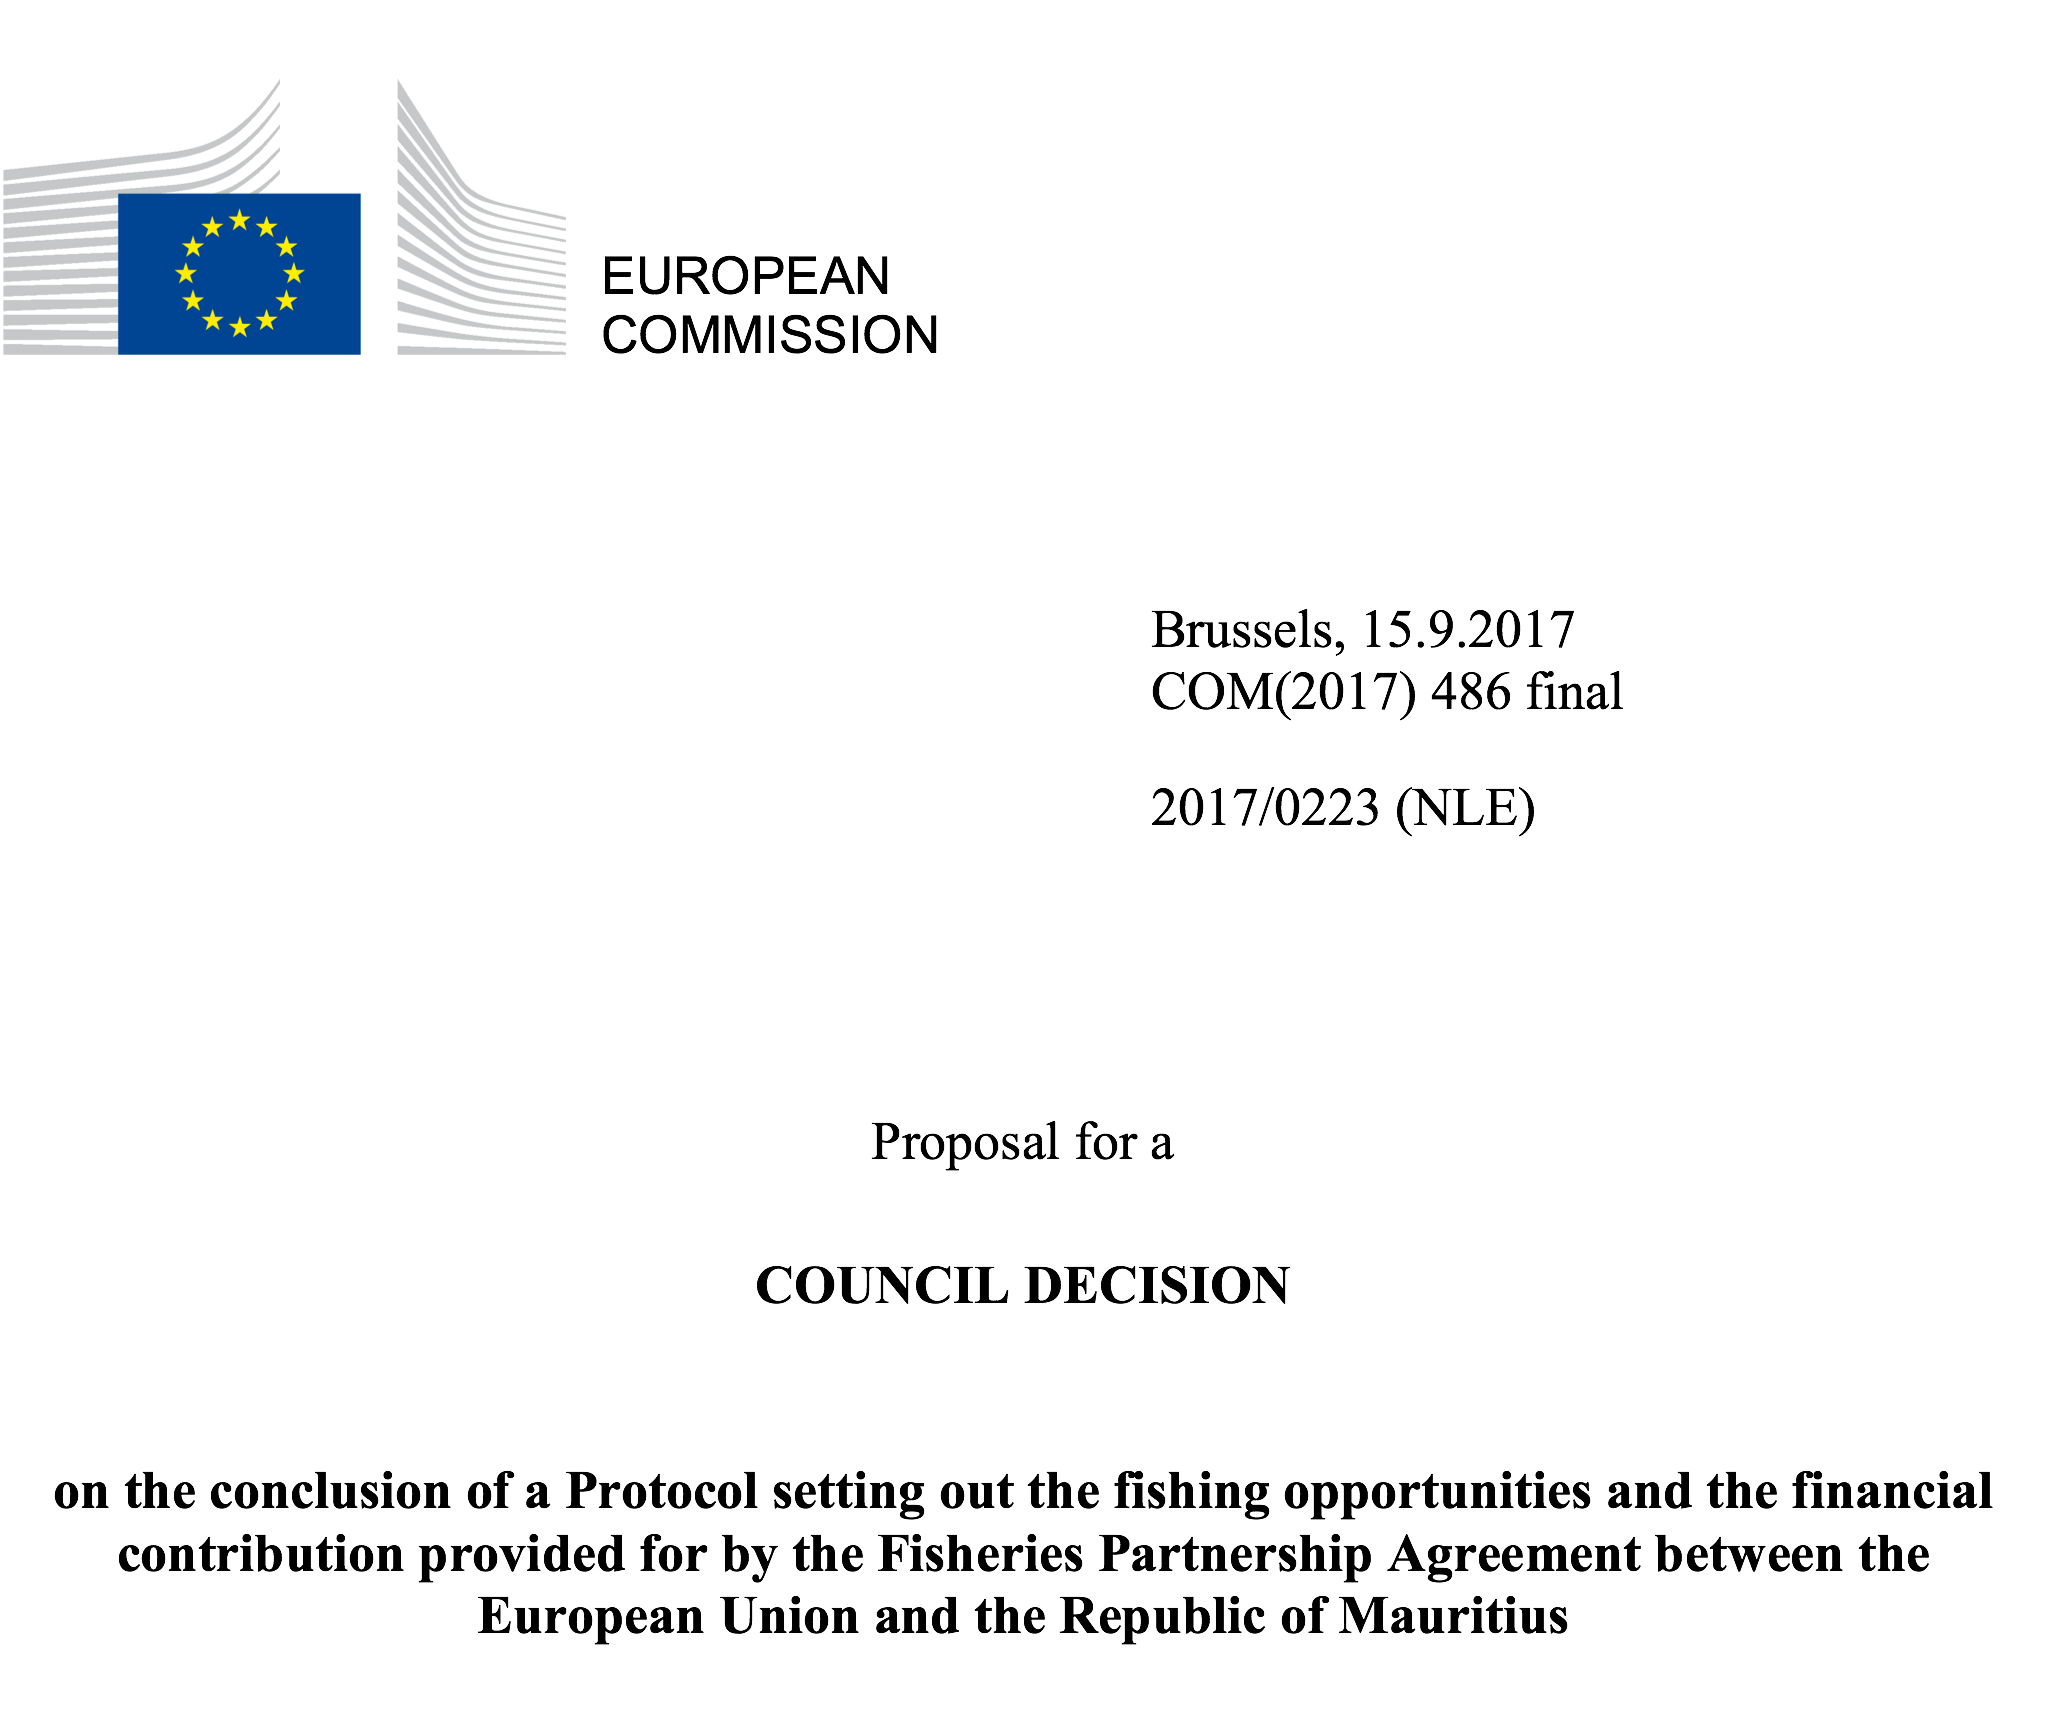 EUROPEAN
COMMISSION
Brussels, 15.9.2017
COM(2017) 486 final
2017/0223 (NLE)
Proposal for a
COUNCIL DECISION
on the conclusion of a Protocol setting out the fishing opportunities and the financial
contribution provided for by the Fisheries Partnership Agreement between the
European Union and the Republic of Mauritius